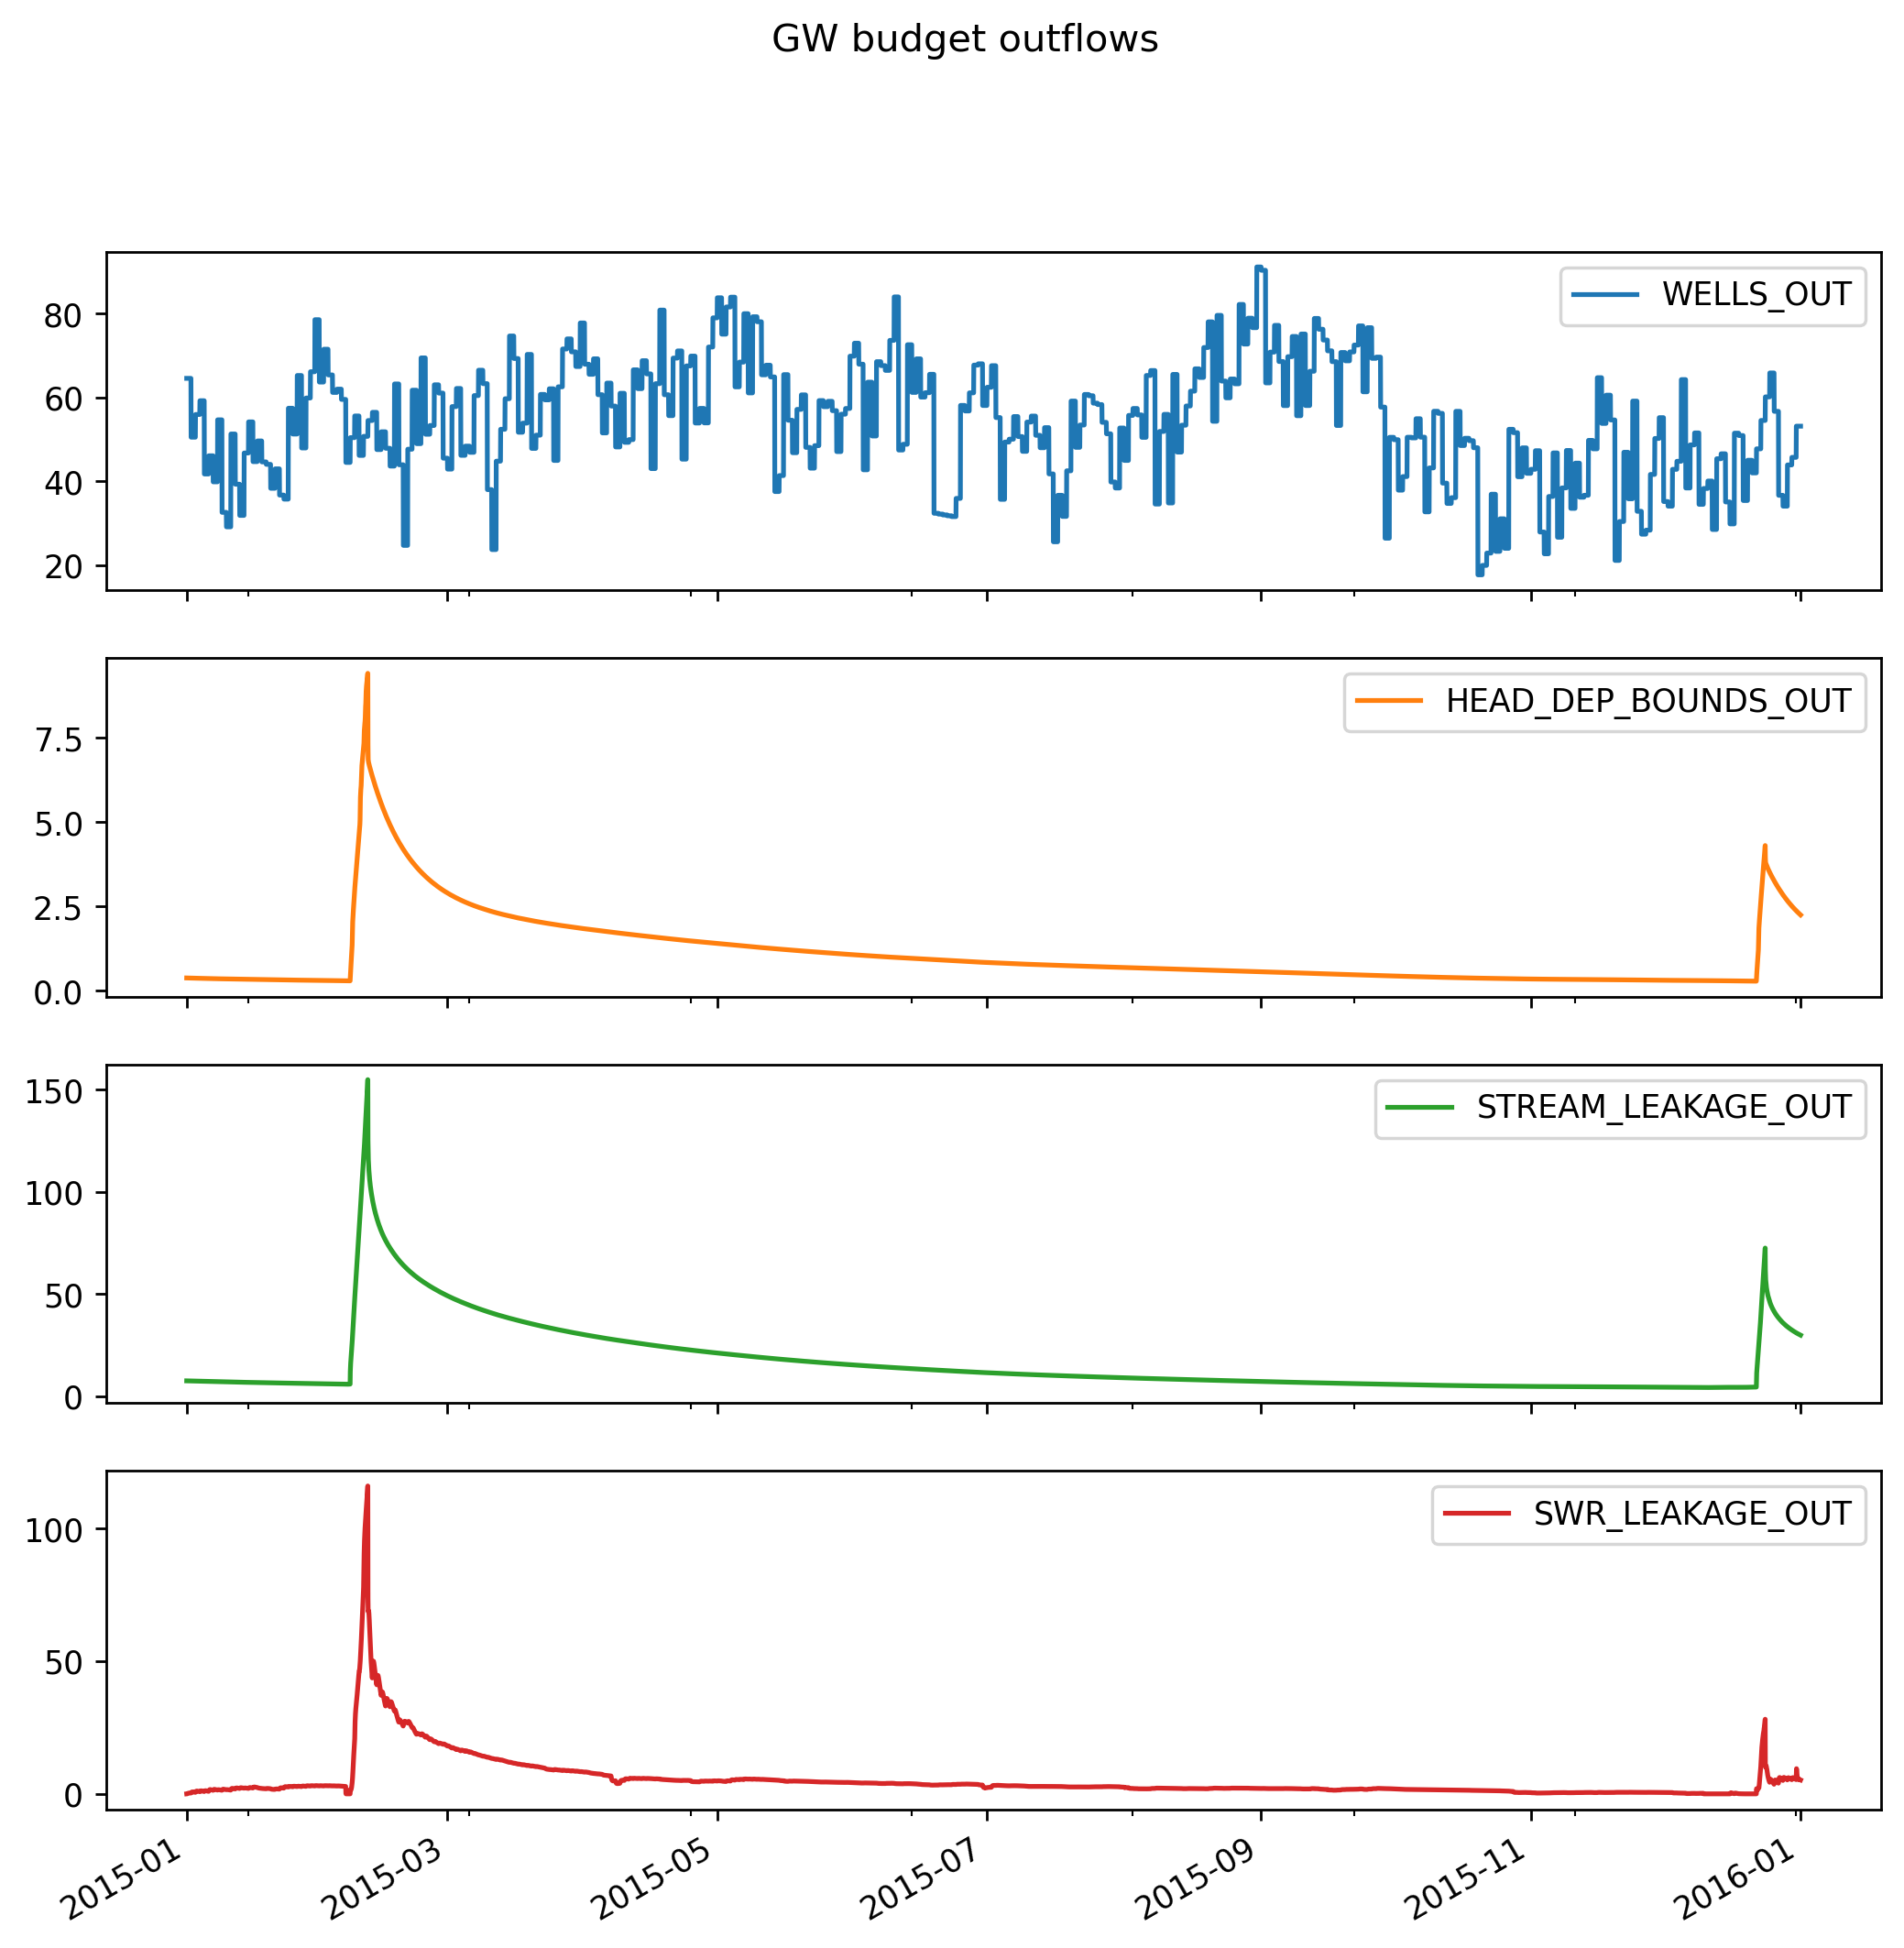 GW budget outflows
WELLS_OUT
80
60
40
20
HEAD_DEP_BOUNDS_OUT
7.5
5.0
2.5
0.0
STREAM_LEAKAGE_OUT
150
100
50
0
SWR_LEAKAGE_OUT
100
50
0
2015-01 2015-03 2015-05 2015-07 2015-09 2015-11 2016-01